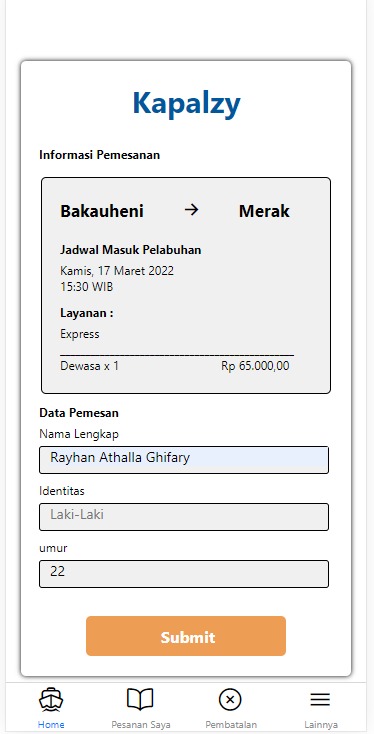 Kapalzy
Informasi Pemesanan
Bakauheni → Merak
Jadwal Masuk Pelabuhan
Kamis, 17 Maret 2022
15:30 WIB
Layanan :
Express
Dewasa x 1 Rp 65.000,00
Data Pemesan
Nama Lengkap
Rayhan Athalla Ghifary
Identitas
Laki-Laki
umur
22
Submit
Home Pesanan Saya Pembatalan Lainnya